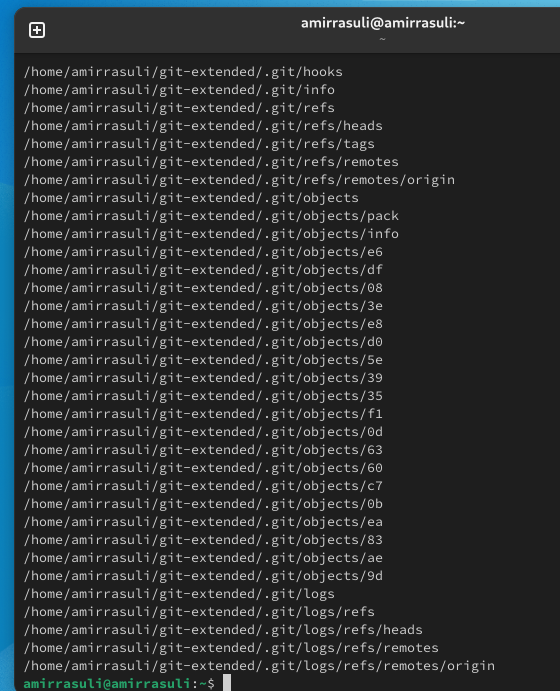 amirrasuli@amirrasuli:~
~
/home/amirrasuli/git-extended/.git/hooks
/home/amirrasuli/git-extended/.git/info
/home/amirrasuli/git-extended/.git/refs
/home/amirrasuli/git-extended/.git/refs/heads
/home/amirrasuli/git-extended/.git/refs/tags
/home/amirrasuli/git-extended/.git/refs/remotes
/home/amirrasuli/git-extended/.git/refs/remotes/origin
/home/amirrasuli/git-extended/.git/objects
/home/amirrasuli/git-extended/.git/objects/pack
/home/amirrasuli/git-extended/.git/objects/info
/home/amirrasuli/git-extended/.git/objects/e6
/home/amirrasuli/git-extended/.git/objects/df
/home/amirrasuli/git-extended/.git/objects/08
/home/amirrasuli/git-extended/.git/objects/3e
/home/amirrasuli/git-extended/.git/objects/e8
/home/amirrasuli/git-extended/.git/objects/d0
/home/amirrasuli/git-extended/.git/objects/5e
/home/amirrasuli/git-extended/.git/objects/39
/home/amirrasuli/git-extended/.git/objects/35
/home/amirrasuli/git-extended/.git/objects/f1
/home/amirrasuli/git-extended/.git/objects/0d
/home/amirrasuli/git-extended/.git/objects/63
/home/amirrasuli/git-extended/.git/objects/60
/home/amirrasuli/git-extended/.git/objects/c7
/home/amirrasuli/git-extended/.git/objects/0b
/home/amirrasuli/git-extended/.git/objects/ea
/home/amirrasuli/git-extended/.git/objects/83
/home/amirrasuli/git-extended/.git/objects/ae
/home/amirrasuli/git-extended/.git/objects/9d
/home/amirrasuli/git-extended/.git/logs
/home/amirrasuli/git-extended/.git/logs/refs
/home/amirrasuli/git-extended/.git/logs/refs/heads
/home/amirrasuli/git-extended/.git/logs/refs/remotes
/home/amirrasuli/git-extended/.git/logs/refs/remotes/origin
amirrasuli@amirrasuli:~$